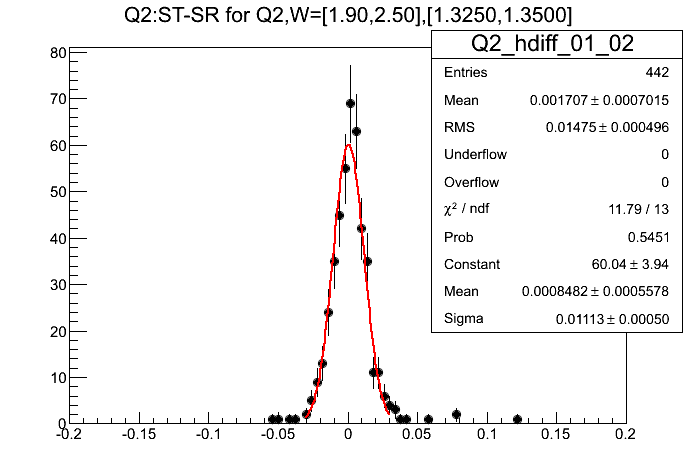 Q2:ST-SR for Q2,W=[1.90,2.50],[1.3250,1.3500]
Q2_hdiff_01_02
Entries 442
Mean 0.001707 ± 0.0007015
RMS 0.01475 ± 0.000496
Underflow 0
Overflow 0
χ² / ndf 11.79 / 13
Prob 0.5451
Constant 60.04 ± 3.94
Mean 0.0008482 ± 0.0005578
Sigma 0.01113 ± 0.00050
80
70
60
50
40
30
20
10
0
-0.2 -0.15 -0.1 -0.05 0 0.05 0.1 0.15 0.2